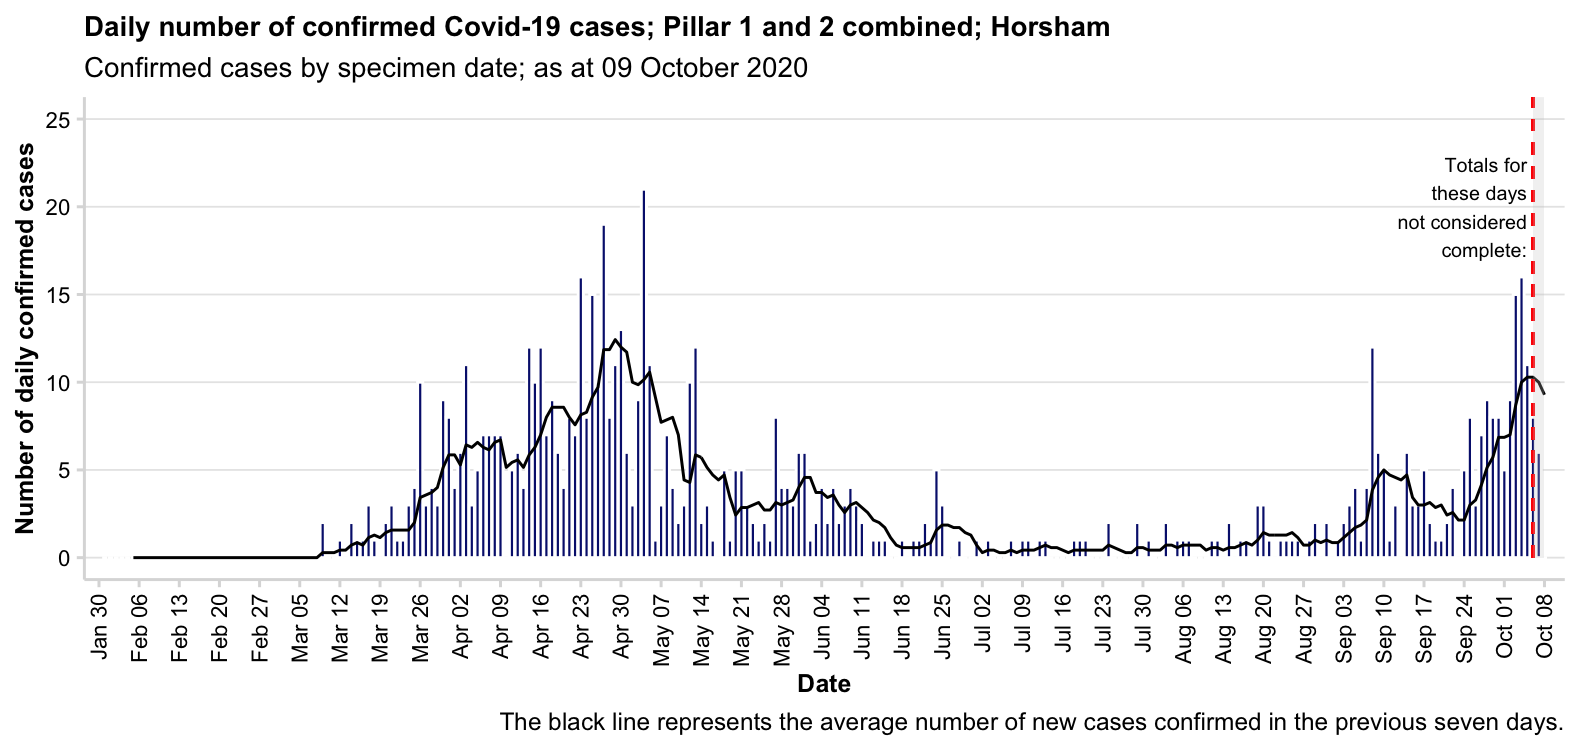 Daily number of confirmed Covid-19 cases; Pillar 1 and 2 combined; Horsham
Confirmed cases by specimen date; as at 09 October 2020
Number of daily confirmed cases
25
20
15
10
5
0
Totals for
these days
not considered
complete:
Jan 30
Feb 06
Feb 13
Feb 20
Feb 27
Mar 05
Mar 12
Mar 19
Mar 26
Apr 02
Apr 09
Apr 16
Apr 23
Apr 30
May 07
May 14
May 21
May 28
Jun 04
Jun 11
Jun 18
Jun 25
Jul 02
Jul 09
Jul 16
Jul 23
Jul 30
Aug 06
Aug 13
Aug 20
Aug 27
Sep 03
Sep 10
Sep 17
Sep 24
Oct 01
Oct 08
Date
The black line represents the average number of new cases confirmed in the previous seven days.